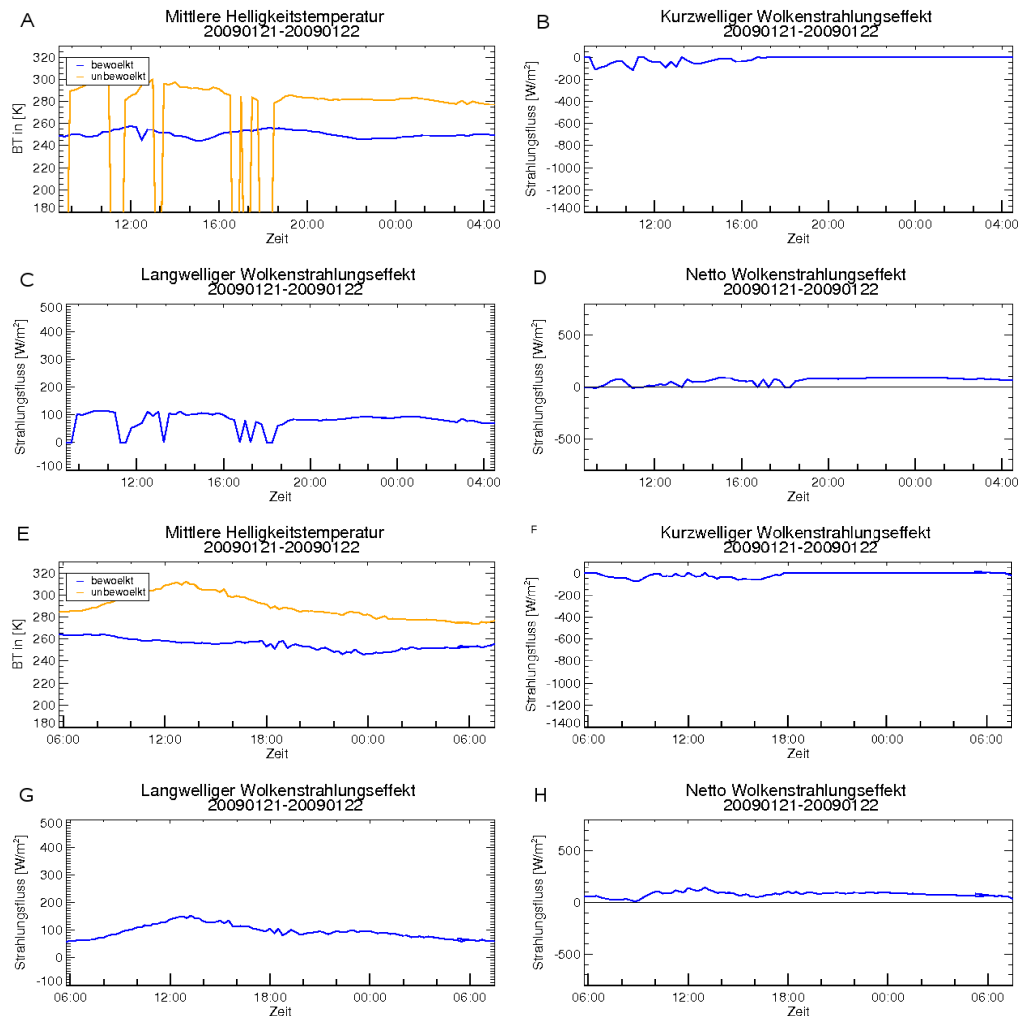 A
Mittlere Helligkeitstemperatur
20090121-20090122
bewoelkt
unbewoelkt
BT in [K]
320
300
280
260
240
220
200
180
12:00 16:00 20:00 00:00 04:00
Zeit
B
Kurzwelliger Wolkenstrahlungseffekt
20090121-20090122
Strahlungsfluss [W/m²]
0
-200
-400
-600
-800
-1000
-1200
-1400
12:00 16:00 20:00 00:00 04:00
Zeit
C
Langwelliger Wolkenstrahlungseffekt
20090121-20090122
Strahlungsfluss [W/m²]
500
400
300
200
100
0
-100
12:00 16:00 20:00 00:00 04:00
Zeit
D
Netto Wolkenstrahlungseffekt
20090121-20090122
Strahlungsfluss [W/m²]
500
0
-500
12:00 16:00 20:00 00:00 04:00
Zeit
E
Mittlere Helligkeitstemperatur
20090121-20090122
bewoelkt
unbewoelkt
BT in [K]
320
300
280
260
240
220
200
180
06:00 12:00 18:00 00:00 06:00
Zeit
F
Kurzwelliger Wolkenstrahlungseffekt
20090121-20090122
Strahlungsfluss [W/m²]
0
-200
-400
-600
-800
-1000
-1200
-1400
06:00 12:00 18:00 00:00 06:00
Zeit
G
Langwelliger Wolkenstrahlungseffekt
20090121-20090122
Strahlungsfluss [W/m²]
500
400
300
200
100
0
-100
06:00 12:00 18:00 00:00 06:00
Zeit
H
Netto Wolkenstrahlungseffekt
20090121-20090122
Strahlungsfluss [W/m²]
500
0
-500
06:00 12:00 18:00 00:00 06:00
Zeit